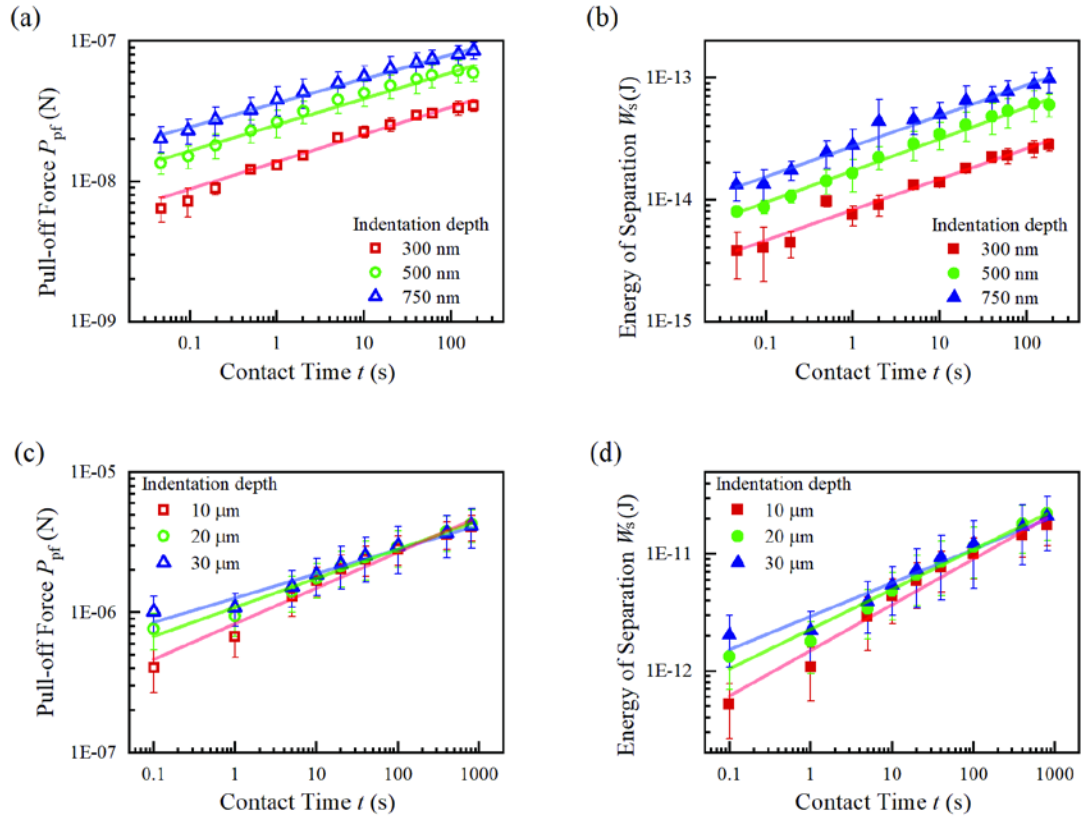 (a)
1E-07
1E-08
1E-09
Pull-off Force Ppf (N)
Indentation depth
300 nm
500 nm
750 nm
0.1 1 10 100
Contact Time t (s)
(b)
1E-13
1E-14
1E-15
Energy of Separation Ws (J)
Indentation depth
300 nm
500 nm
750 nm
0.1 1 10 100
Contact Time t (s)
(c)
1E-05
1E-06
1E-07
Pull-off Force Ppf (N)
Indentation depth
10 μm
20 μm
30 μm
0.1 1 10 100 1000
Contact Time t (s)
(d)
1E-11
1E-12
Energy of Separation Ws (J)
Indentation depth
10 μm
20 μm
30 μm
0.1 1 10 100 1000
Contact Time t (s)